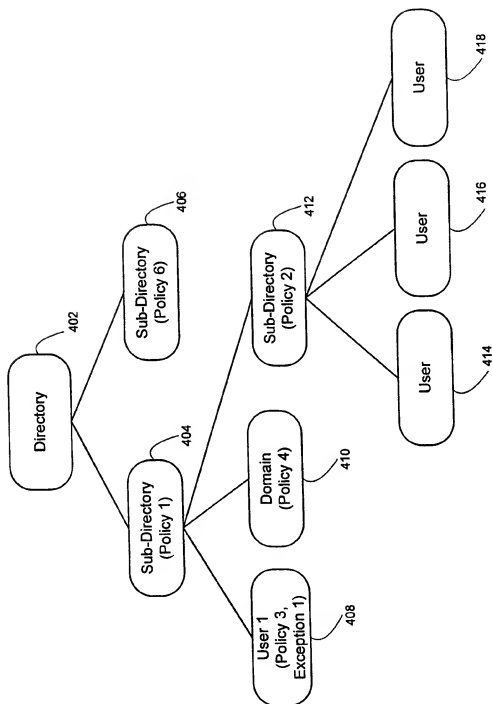 Directory
402
Sub-Directory
(Policy 1)
404
Sub-Directory
(Policy 6)
406
User 1
(Policy 3,
Exception 1)
408
Domain
(Policy 4)
410
Sub-Directory
(Policy 2)
412
User
414
User
416
User
418